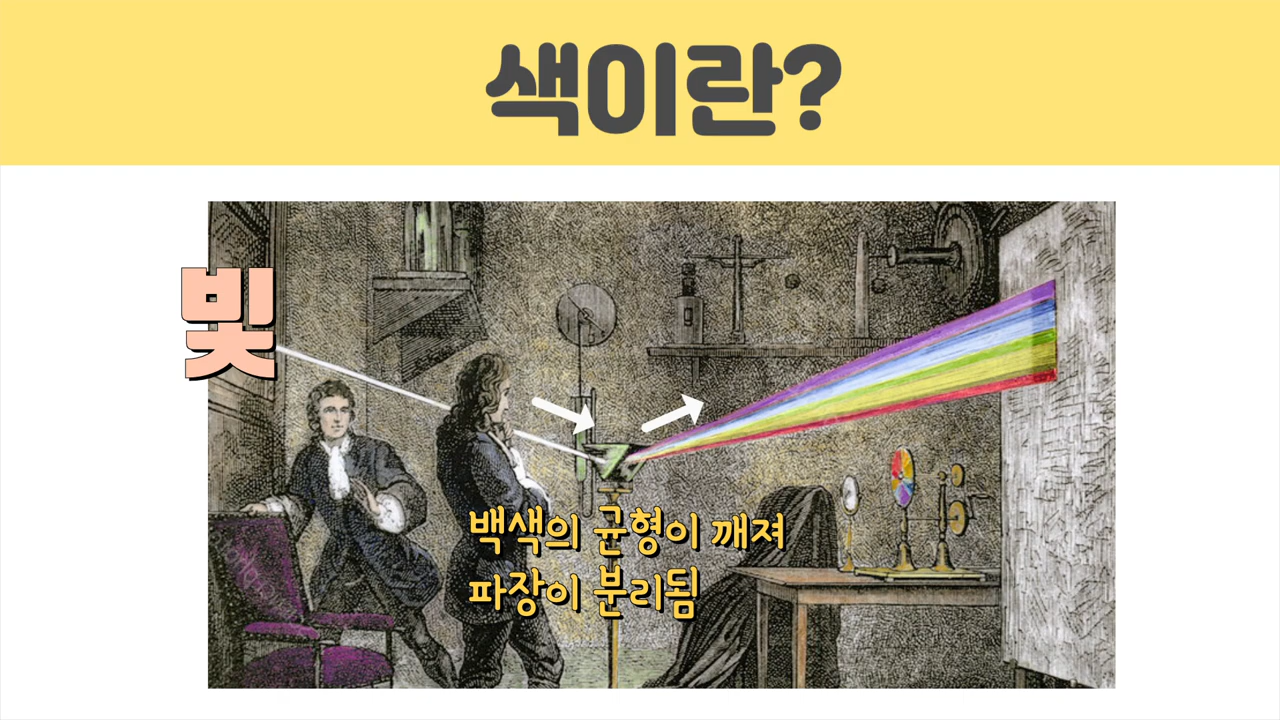 색이란?
빛
백색의 균형이 깨져
파장이 분리됨